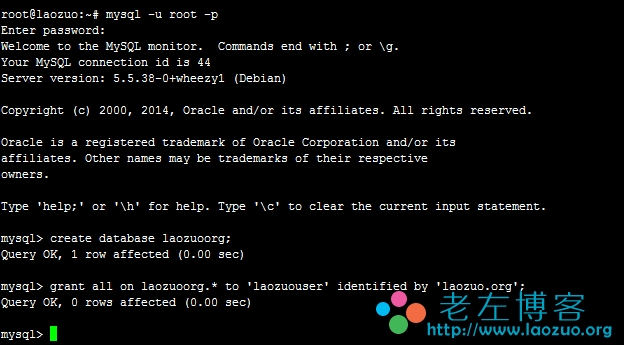 root@laozuo:~# mysql -u root -p
Enter password:
Welcome to the MySQL monitor.  Commands end with ; or \g.
Your MySQL connection id is 44
Server version: 5.5.38-0+wheezy1 (Debian)
Copyright (c) 2000, 2014, Oracle and/or its affiliates. All rights reserved.
Oracle is a registered trademark of Oracle Corporation and/or its
affiliates. Other names may be trademarks of their respective
owners.
Type 'help;' or '\h' for help. Type '\c' to clear the current input statement.
mysql> create database laozuoorg;
Query OK, 1 row affected (0.00 sec)
mysql> grant all on laozuoorg.* to 'laozuouser' identified by 'laozuo.org';
Query OK, 0 rows affected (0.00 sec)
mysql>
老左博客
http://www.laozuo.org